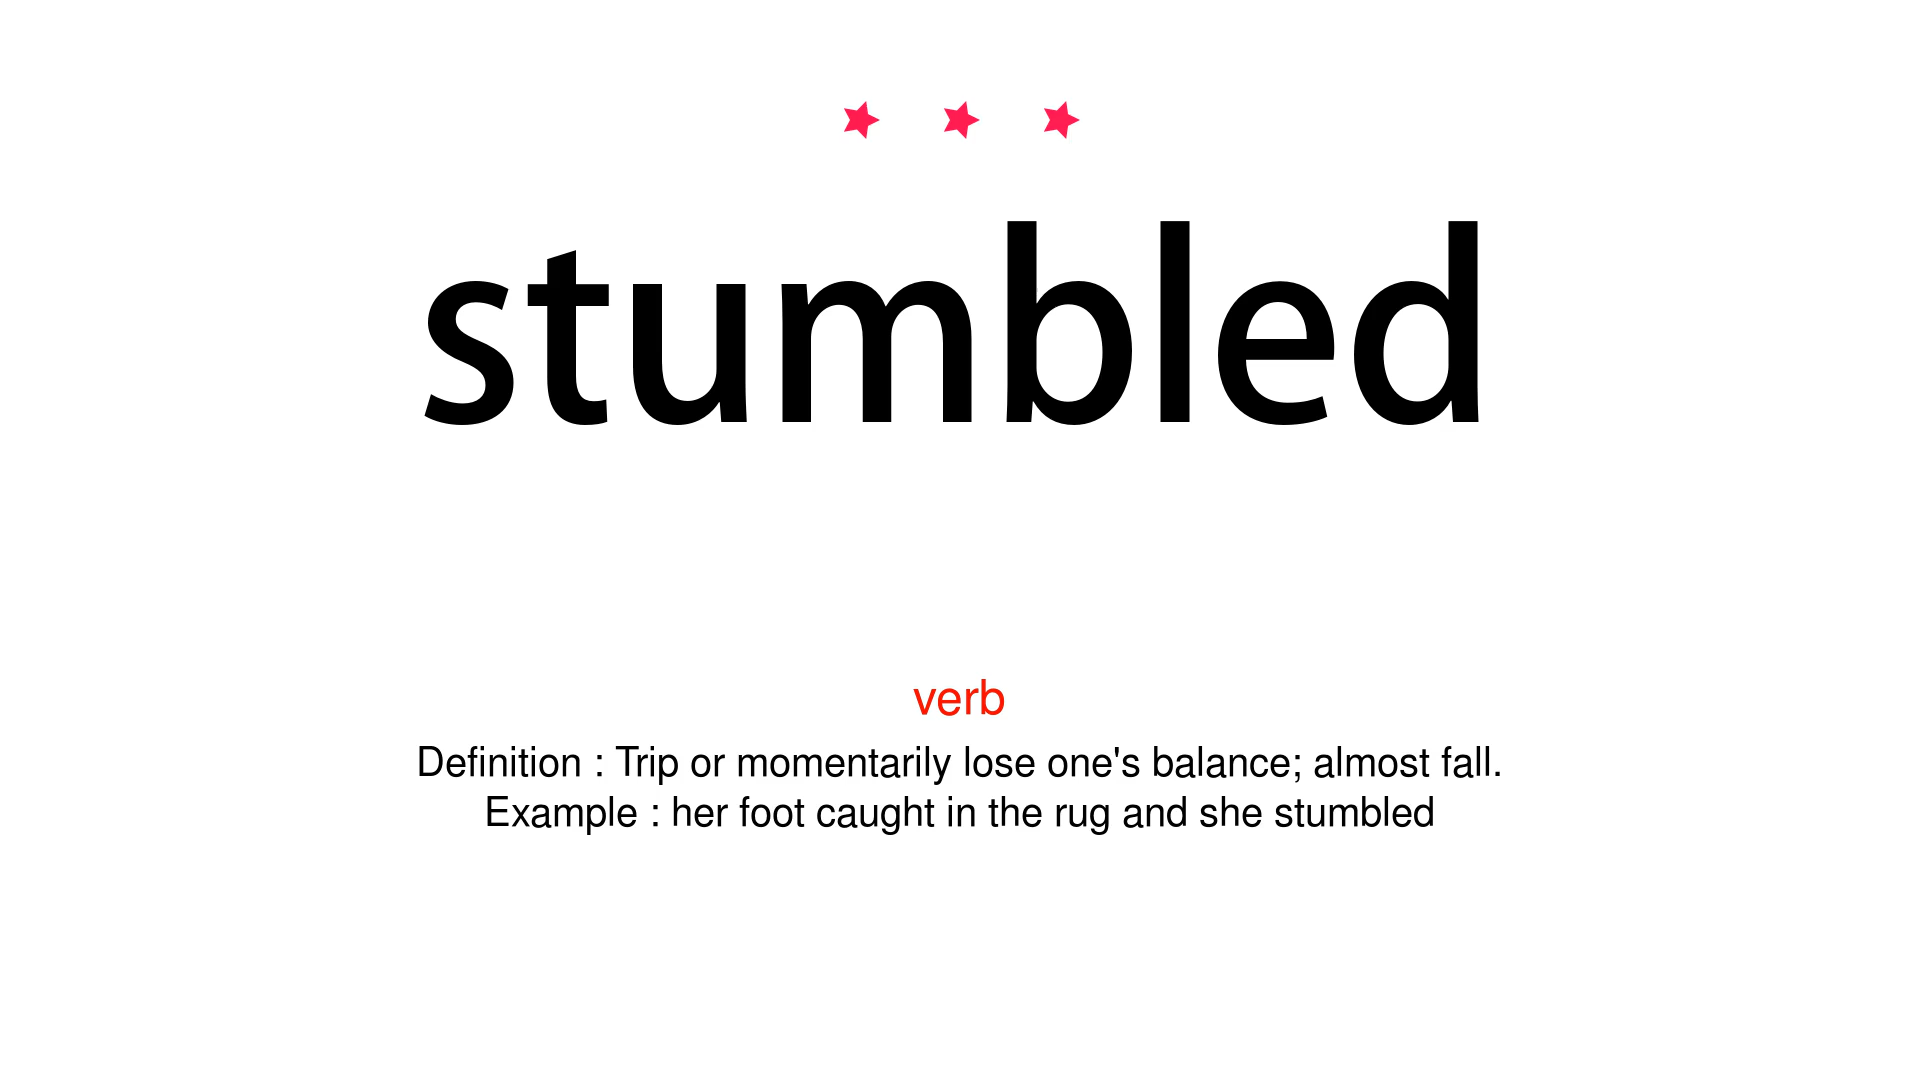 stumbled
verb
Definition : Trip or momentarily lose one's balance; almost fall.
Example : her foot caught in the rug and she stumbled